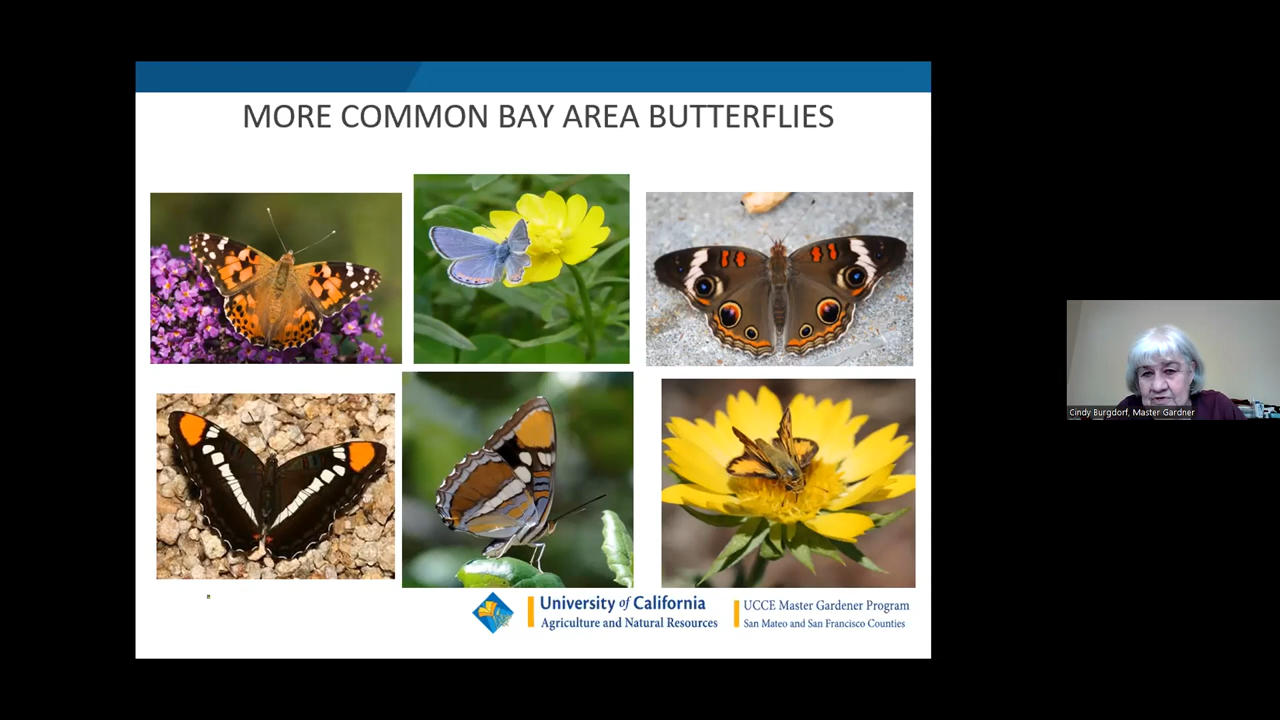 MORE COMMON BAY AREA BUTTERFLIES
Cindy Burgdorf, Master Gardner
University of California
Agriculture and Natural Resources
UCCE Master Gardener Program
San Mateo and San Francisco Counties